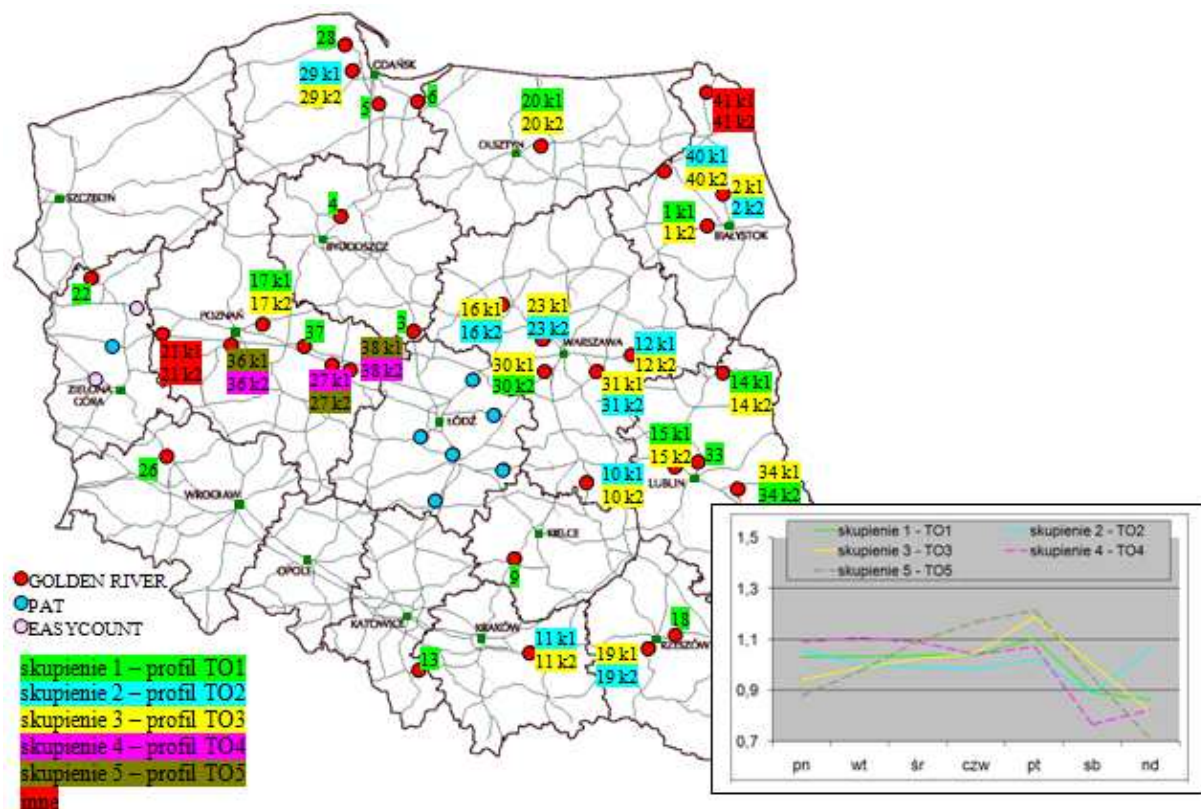 28
GDAŃSK
29 k1
29 k2
5
6
20 k1
20 k2
OLSZTYN
41 k1
41 k2
40 k1
40 k2
2 k1
2 k2
1 k1
1 k2
BIAŁYSTOK
SZCZECIN
4
BYDGOSZCZ
22
17 k1
17 k2
POZNAŃ
37
3
16 k1
16 k2
23 k1
23 k2
WARSZAWA
12 k1
12 k2
21 k1
21 k2
36 k1
36 k2
38 k1
38 k2
27 k1
27 k2
30 k1
30 k2
31 k1
31 k2
14 k1
14 k2
ZIELONA
GÓRA
ŁÓDŹ
15 k1
15 k2
33
LUBLIN
34 k1
34 k2
26
WROCŁAW
10 k1
10 k2
KIELCE
9
OPOLE
KATOWICE
KRAKÓW
13
11 k1
11 k2
18
RZESZÓW
19 k1
19 k2
GOLDEN RIVER
PAT
EASYCOUNT
skupienie 1 – profil TO1
skupienie 2 – profil TO2
skupienie 3 – profil TO3
skupienie 4 – profil TO4
skupienie 5 – profil TO5
inne
skupienie 1 - TO1
skupienie 2 - TO2
skupienie 3 - TO3
skupienie 4 - TO4
skupienie 5 - TO5
1,5
1,3
1,1
0,9
0,7
pn wt śr czw pt sb nd